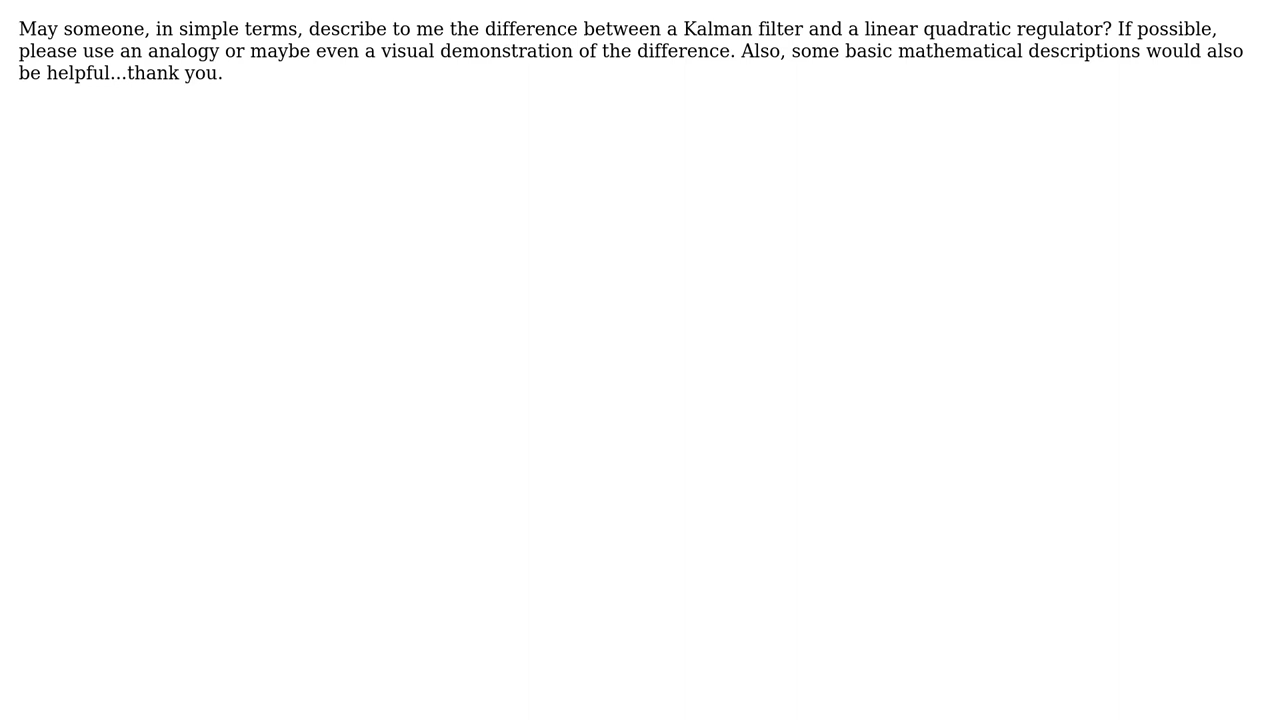 May someone, in simple terms, describe to me the difference between a Kalman filter and a linear quadratic regulator? If possible,
please use an analogy or maybe even a visual demonstration of the difference. Also, some basic mathematical descriptions would also
be helpful...thank you.